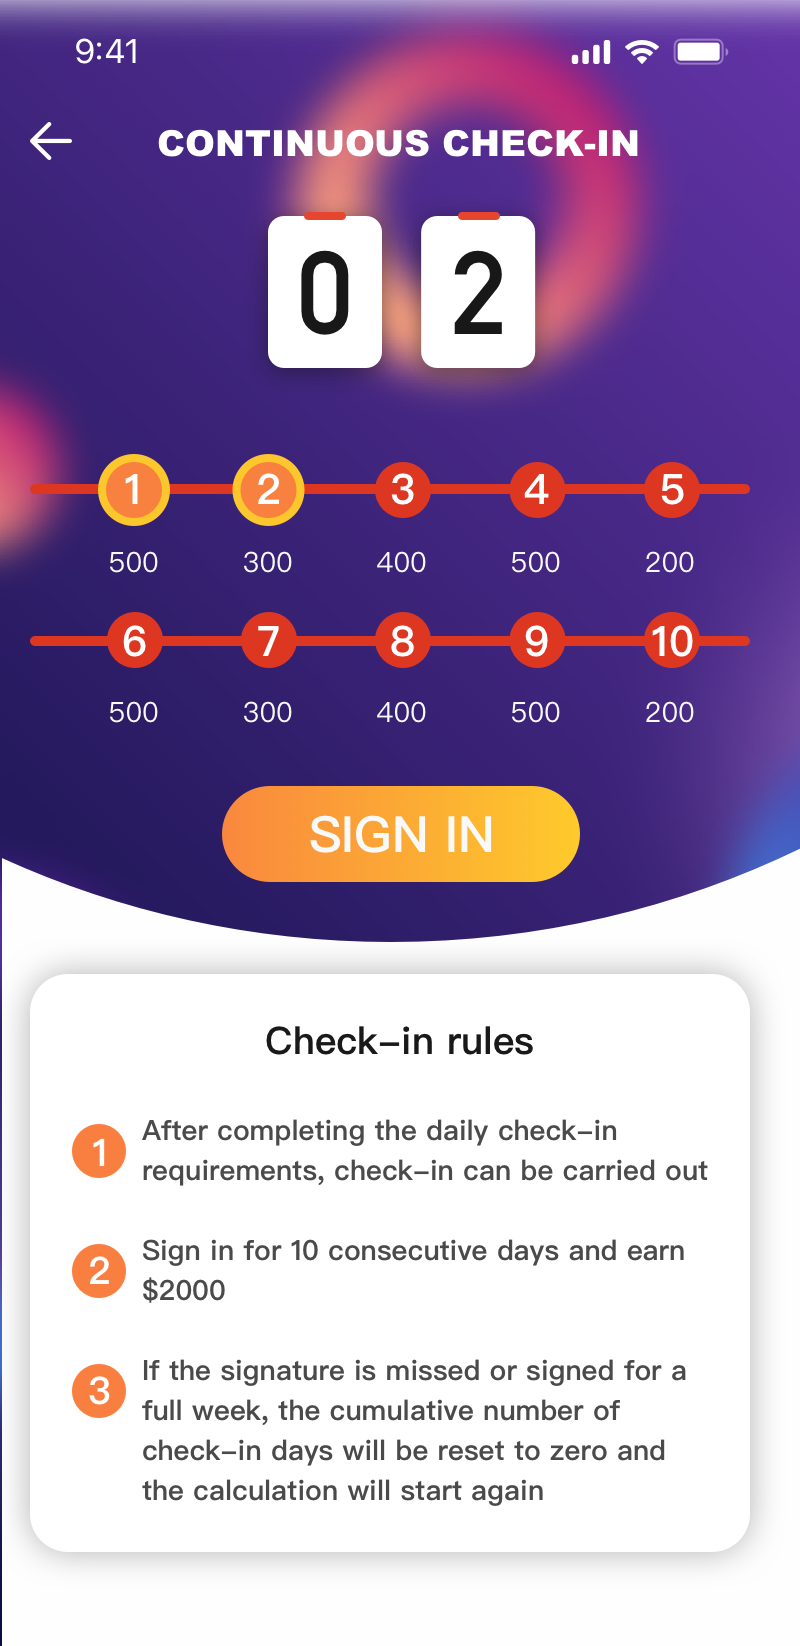 9:41
CONTINUOUS CHECK-IN
0 2
1 2 3 4 5
500 300 400 500 200
6 7 8 9 10
500 300 400 500 200
SIGN IN
Check-in rules
1 After completing the daily check-in
requirements, check-in can be carried out
2 Sign in for 10 consecutive days and earn
$2000
3 If the signature is missed or signed for a
full week, the cumulative number of
check-in days will be reset to zero and
the calculation will start again